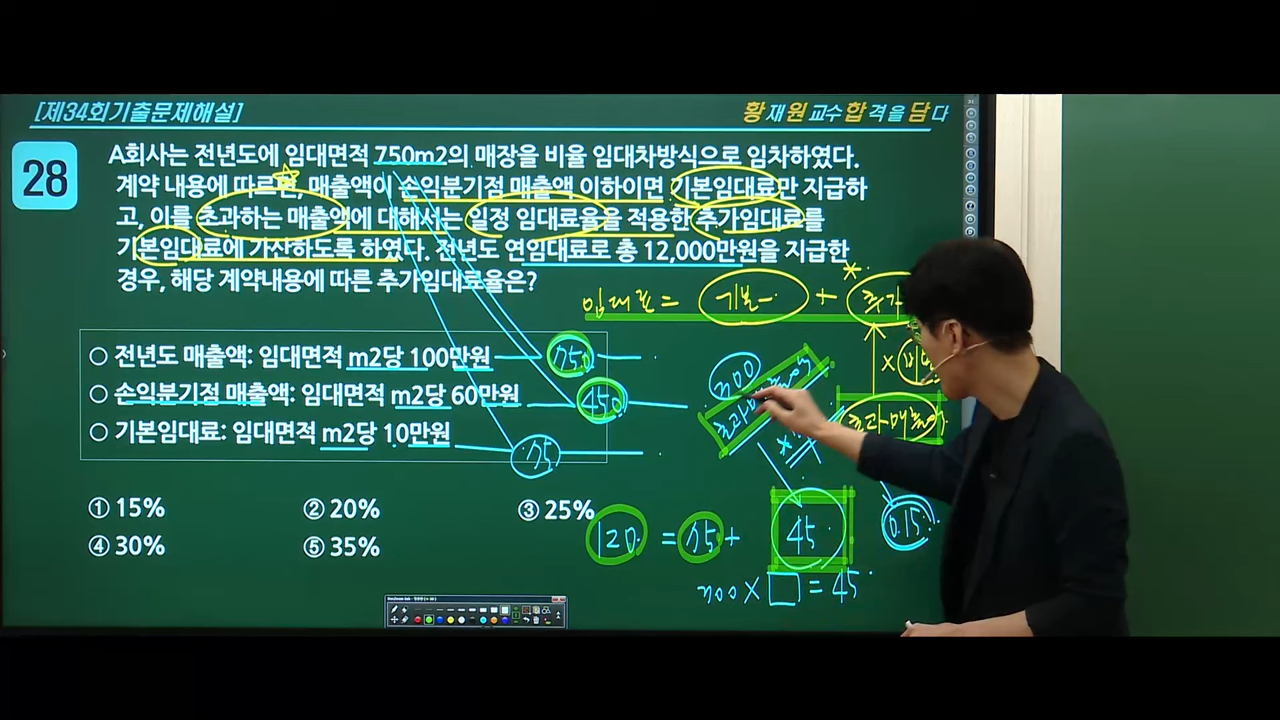 [제34회기출문제해설]
황재원교수합격을담다
28
A회사는 전년도에 임대면적 750m2의 매장을 비율 임대차방식으로 임차하였다.
계약 내용에 따르면, 매출액이 손익분기점 매출액 이하이면 기본임대료만 지급하
고, 이를 초과하는 매출액에 대해서는 일정 임대료율을 적용한 추가임대료를
기본임대료에 가산하도록 하였다. 전년도 연임대료로 총 12,000만원을 지급한
경우, 해당 계약내용에 따른 추가임대료율은?
임대료 = 기본 + 추가
○ 전년도 매출액: 임대면적 m2당 100만원
750
○ 손익분기점 매출액: 임대면적 m2당 60만원
450
○ 기본임대료: 임대면적 m2당 10만원
75
300
초과매출액
×
초과매출액
① 15%
② 20%
③ 25%
④ 30%
⑤ 35%
120 = 75 + 45
0.15
300 × □ = 45